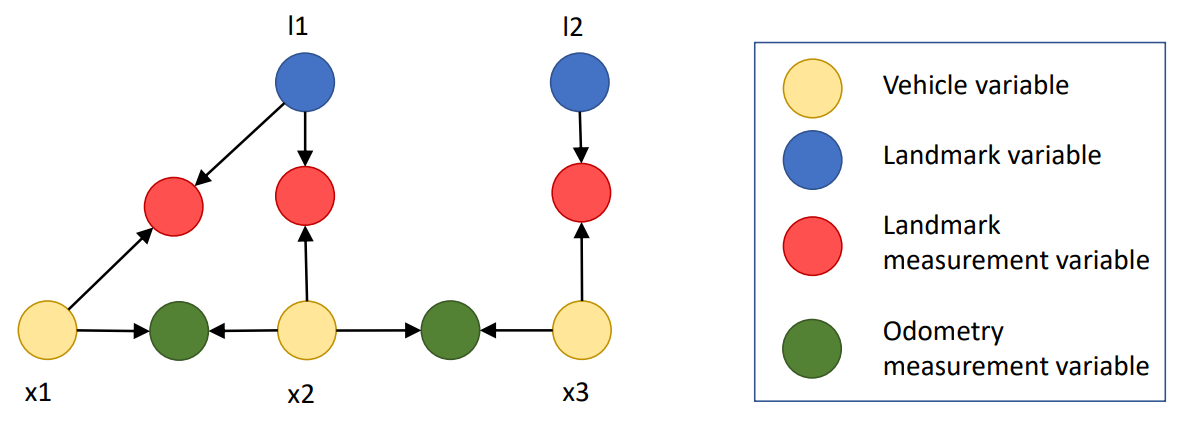 l1
l2
x1
x2
x3
Vehicle variable
Landmark variable
Landmark
measurement variable
Odometry
measurement variable